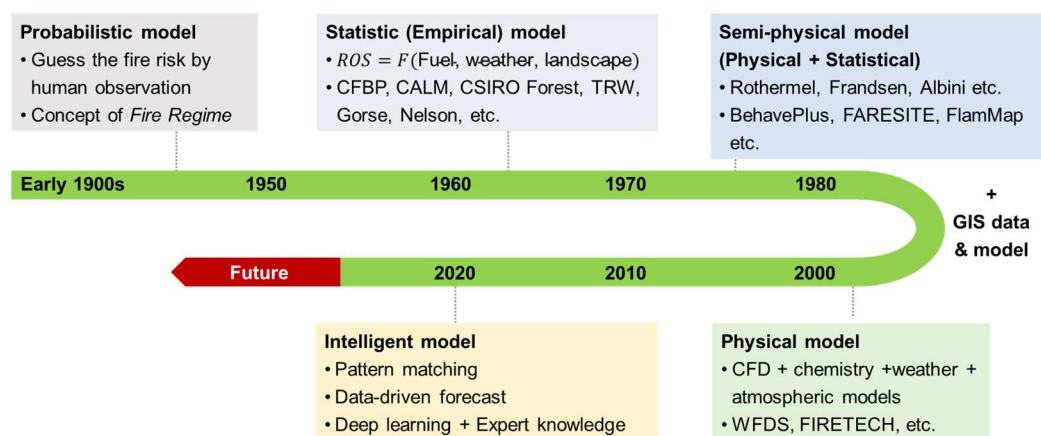 Probabilistic model
• Guess the fire risk by
human observation
• Concept of Fire Regime
Statistic (Empirical) model
• ROS = F(Fuel, weather, landscape)
• CFBP, CALM, CSIRO Forest, TRW,
Gorse, Nelson, etc.
Semi-physical model
(Physical + Statistical)
• Rothermel, Frandsen, Albini etc.
• BehavePlus, FARESITE, FlamMap
etc.
Early 1900s 1950 1960 1970 1980
+
GIS data
& model
Future 2020 2010 2000
Intelligent model
• Pattern matching
• Data-driven forecast
• Deep learning + Expert knowledge
Physical model
• CFD + chemistry +weather +
atmospheric models
• WFDS, FIRETECH, etc.